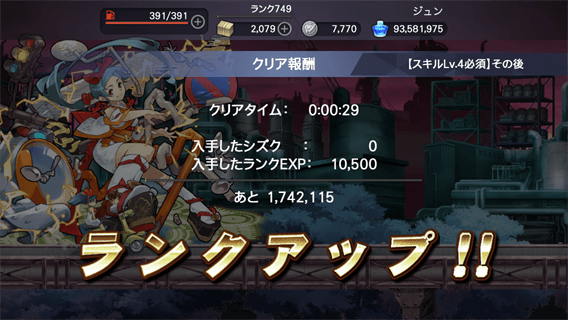 ランク749
391/391
2,079
7,770
ジュン
93,581,975
クリア報酬
【スキルLv.4必須】その後
クリアタイム: 0:00:29
入手したシズク : 0
入手したランクEXP: 10,500
あと 1,742,115
ランクアップ!!